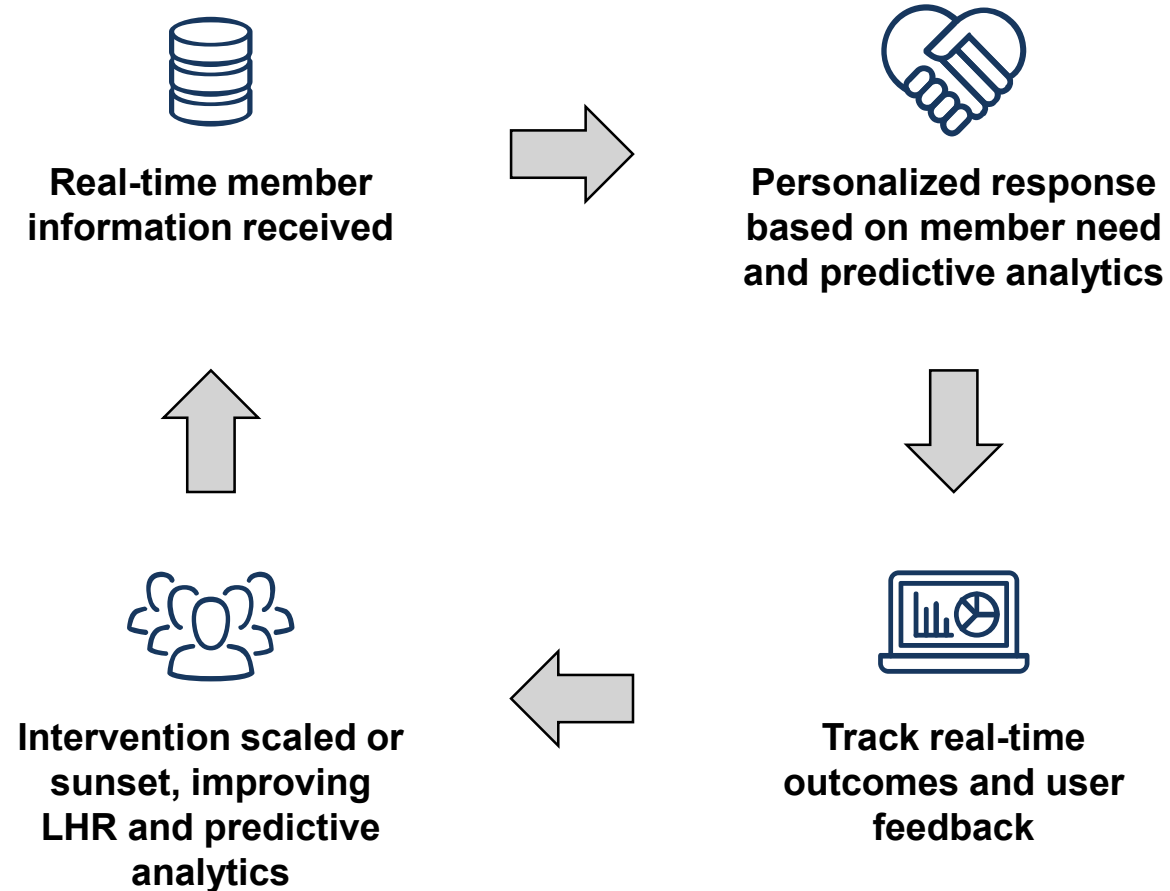 Real-time member
information received
Personalized response
based on member need
and predictive analytics
Track real-time
outcomes and user
feedback
Intervention scaled or
sunset, improving
LHR and predictive
analytics